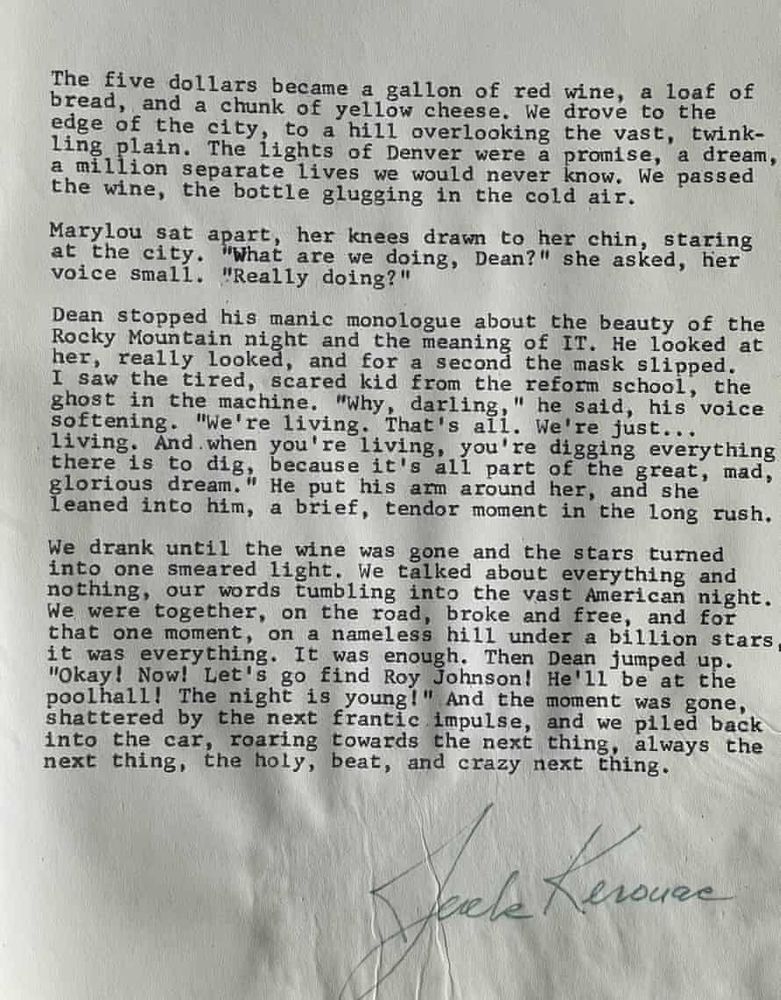 The five dollars became a gallon of red wine, a loaf of
bread, and a chunk of yellow cheese. We drove to the
edge of the city, to a hill overlooking the vast, twink-
ling plain. The lights of Denver were a promise, a dream,
a million separate lives we would never know. We passed
the wine, the bottle glugging in the cold air.
Marylou sat apart, her knees drawn to her chin, staring
at the city. "What are we doing, Dean?" she asked, her
voice small. "Really doing?"
Dean stopped his manic monologue about the beauty of the
Rocky Mountain night and the meaning of IT. He looked at
her, really looked, and for a second the mask slipped.
I saw the tired, scared kid from the reform school, the
ghost in the machine. "Why, darling," he said, his voice
softening. "We're living. That's all. We're just...
living. And when you're living, you're digging everything
there is to dig, because it's all part of the great, mad,
glorious dream." He put his arm around her, and she
leaned into him, a brief, tendor moment in the long rush.
We drank until the wine was gone and the stars turned
into one smeared light. We talked about everything and
nothing, our words tumbling into the vast American night.
We were together, on the road, broke and free, and for
that one moment, on a nameless hill under a billion stars,
it was everything. It was enough. Then Dean jumped up.
"Okay! Now! Let's go find Roy Johnson! He'll be at the
poolhall! The night is young!" And the moment was gone,
shattered by the next frantic impulse, and we piled back
into the car, roaring towards the next thing, always the
next thing, the holy, beat, and crazy next thing.
Jack Kerouac